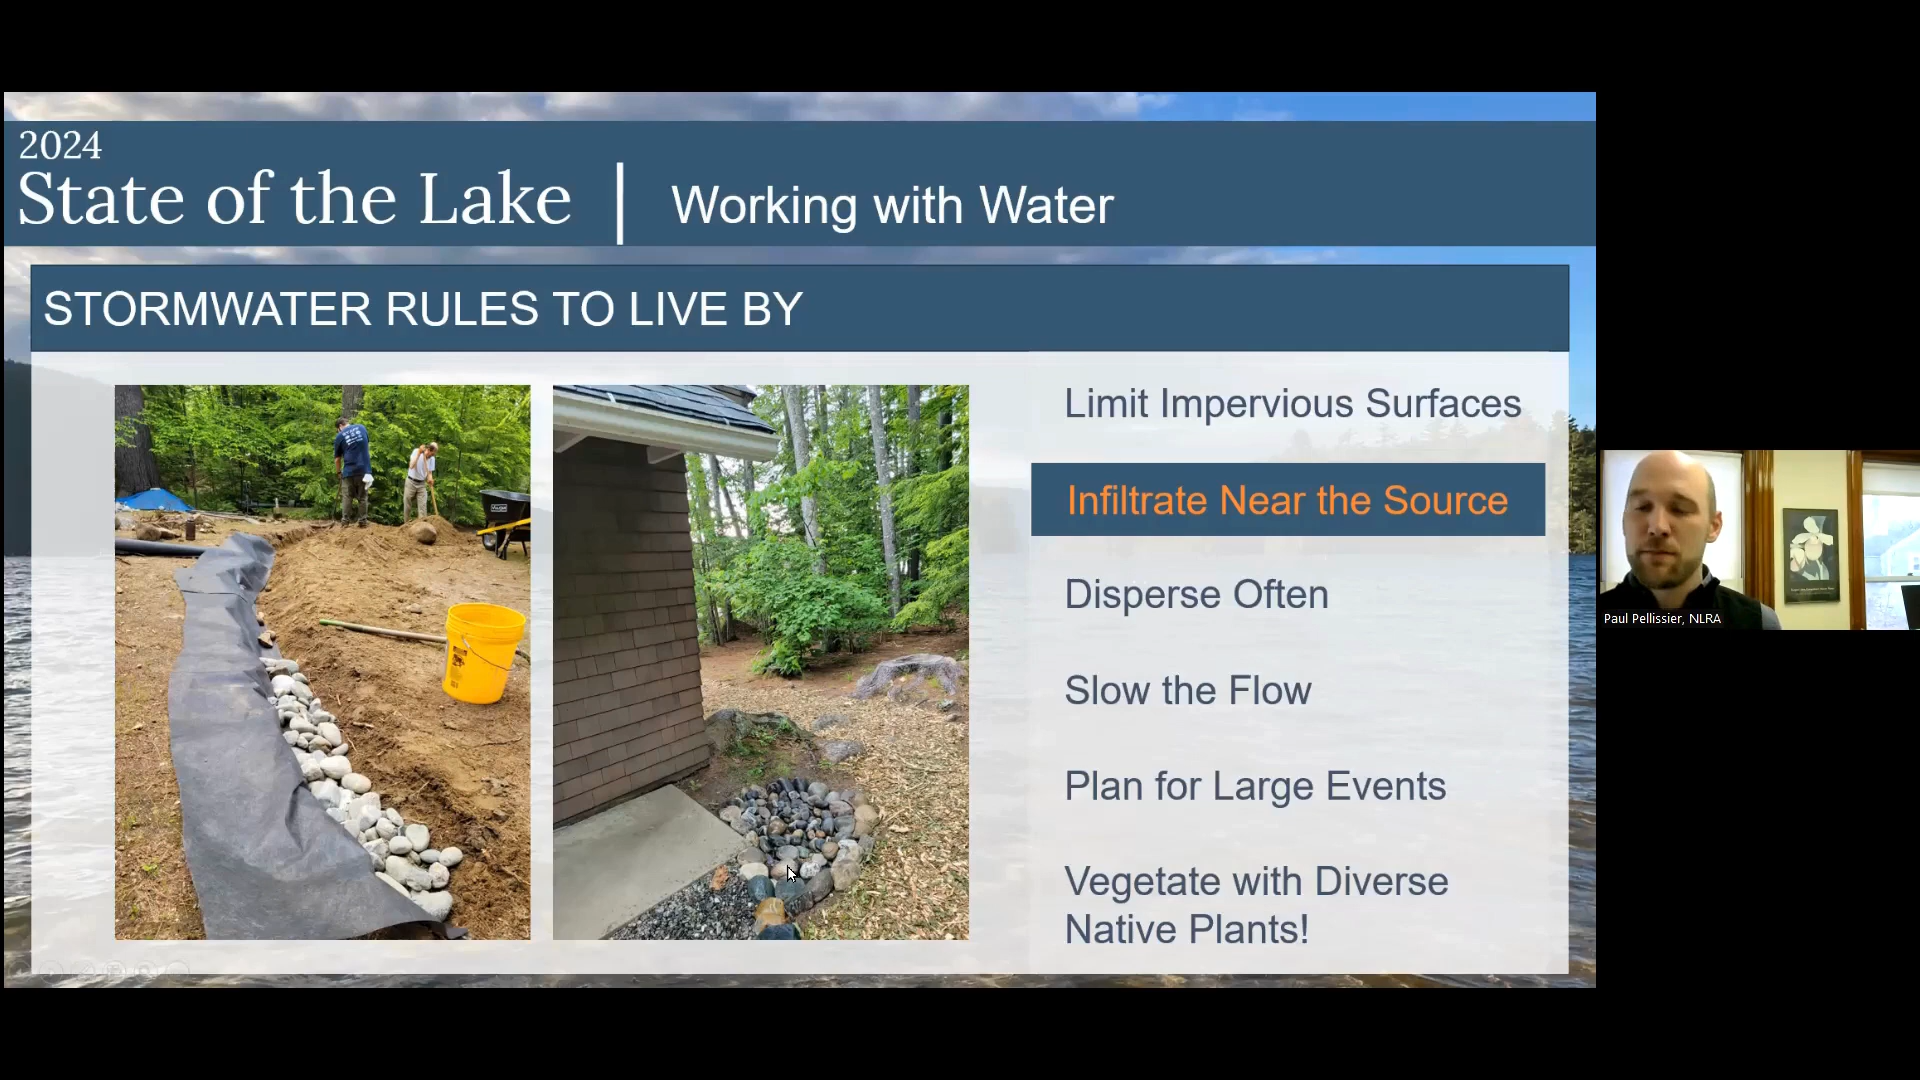 2024
State of the Lake
Working with Water
STORMWATER RULES TO LIVE BY
Limit Impervious Surfaces
Infiltrate Near the Source
Disperse Often
Slow the Flow
Plan for Large Events
Vegetate with Diverse
Native Plants!
Paul Pellissier, NLRA